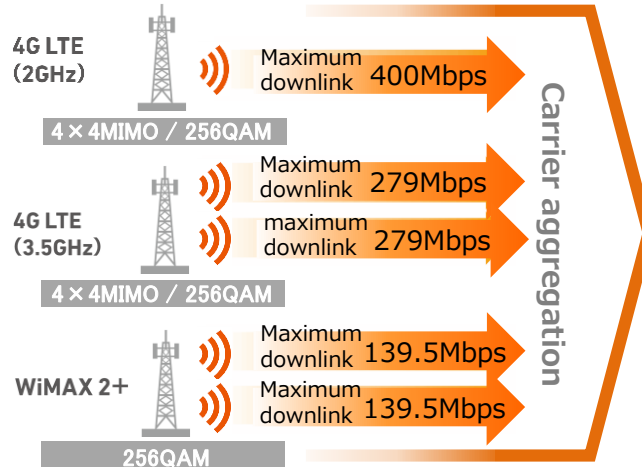 4G LTE
(2GHz)
Maximum
downlink 400Mbps
4×4MIMO / 256QAM
4G LTE
(3.5GHz)
Maximum
downlink 279Mbps
maximum
downlink 279Mbps
4×4MIMO / 256QAM
WiMAX 2+
Maximum
downlink 139.5Mbps
Maximum
downlink 139.5Mbps
256QAM
Carrier aggregation